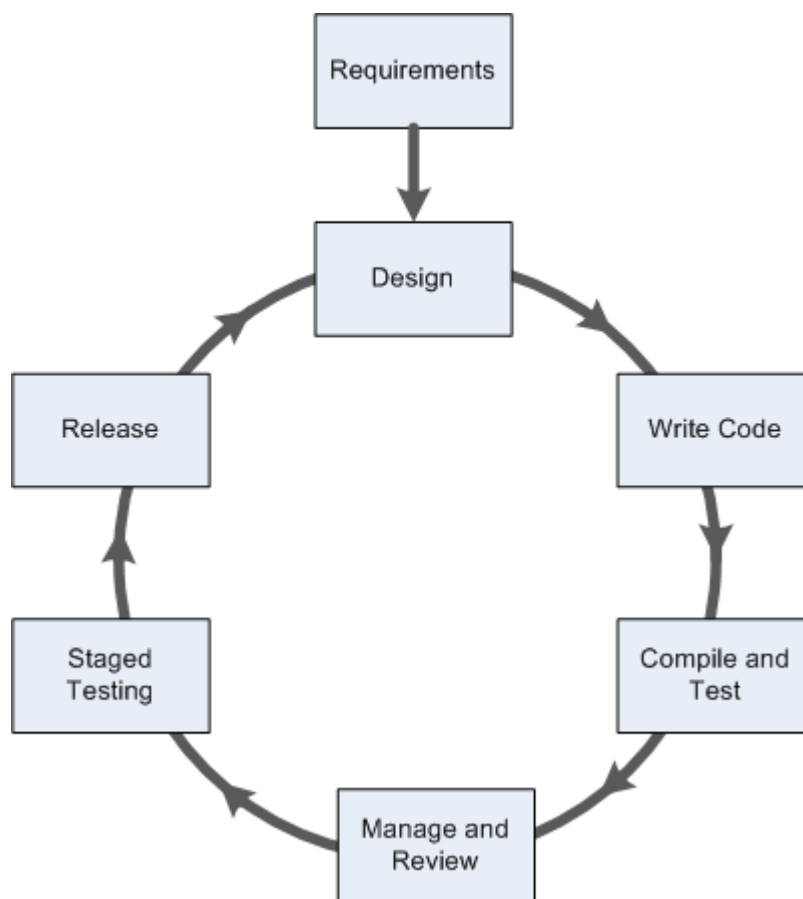 Requirements
Design
Write Code
Compile and
Test
Manage and
Review
Staged
Testing
Release